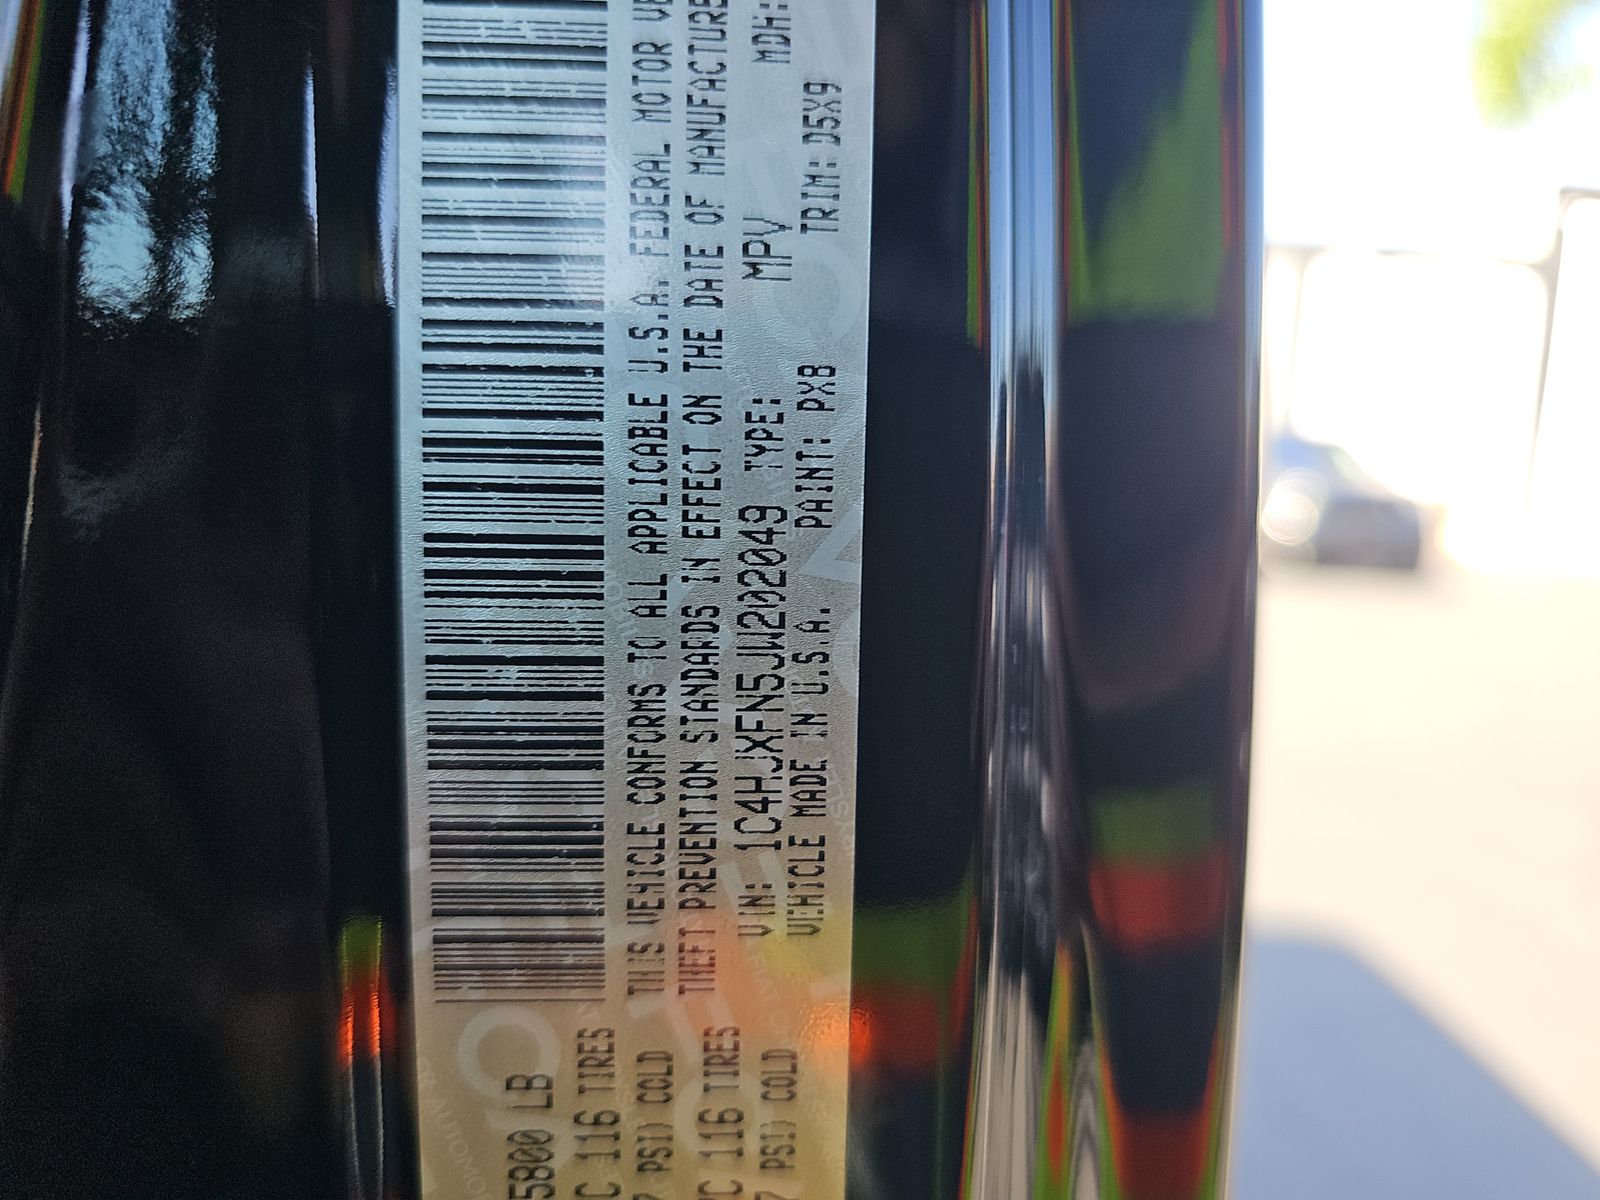 5800 LB
C 116 TIRES
7 PSI) COLD
C 116 TIRES
7 PSI) COLD
THIS VEHICLE CONFORMS TO ALL APPLICABLE U.S.A. FEDERAL MOTOR
THEFT PREVENTION STANDARDS IN EFFECT ON THE DATE OF MANUFACTURE
VIN: 1C4HJXFN5JW202049 TYPE: MPV MDH:
VEHICLE MADE IN U.S.A. PAINT: PX8 TRIM: D5X9